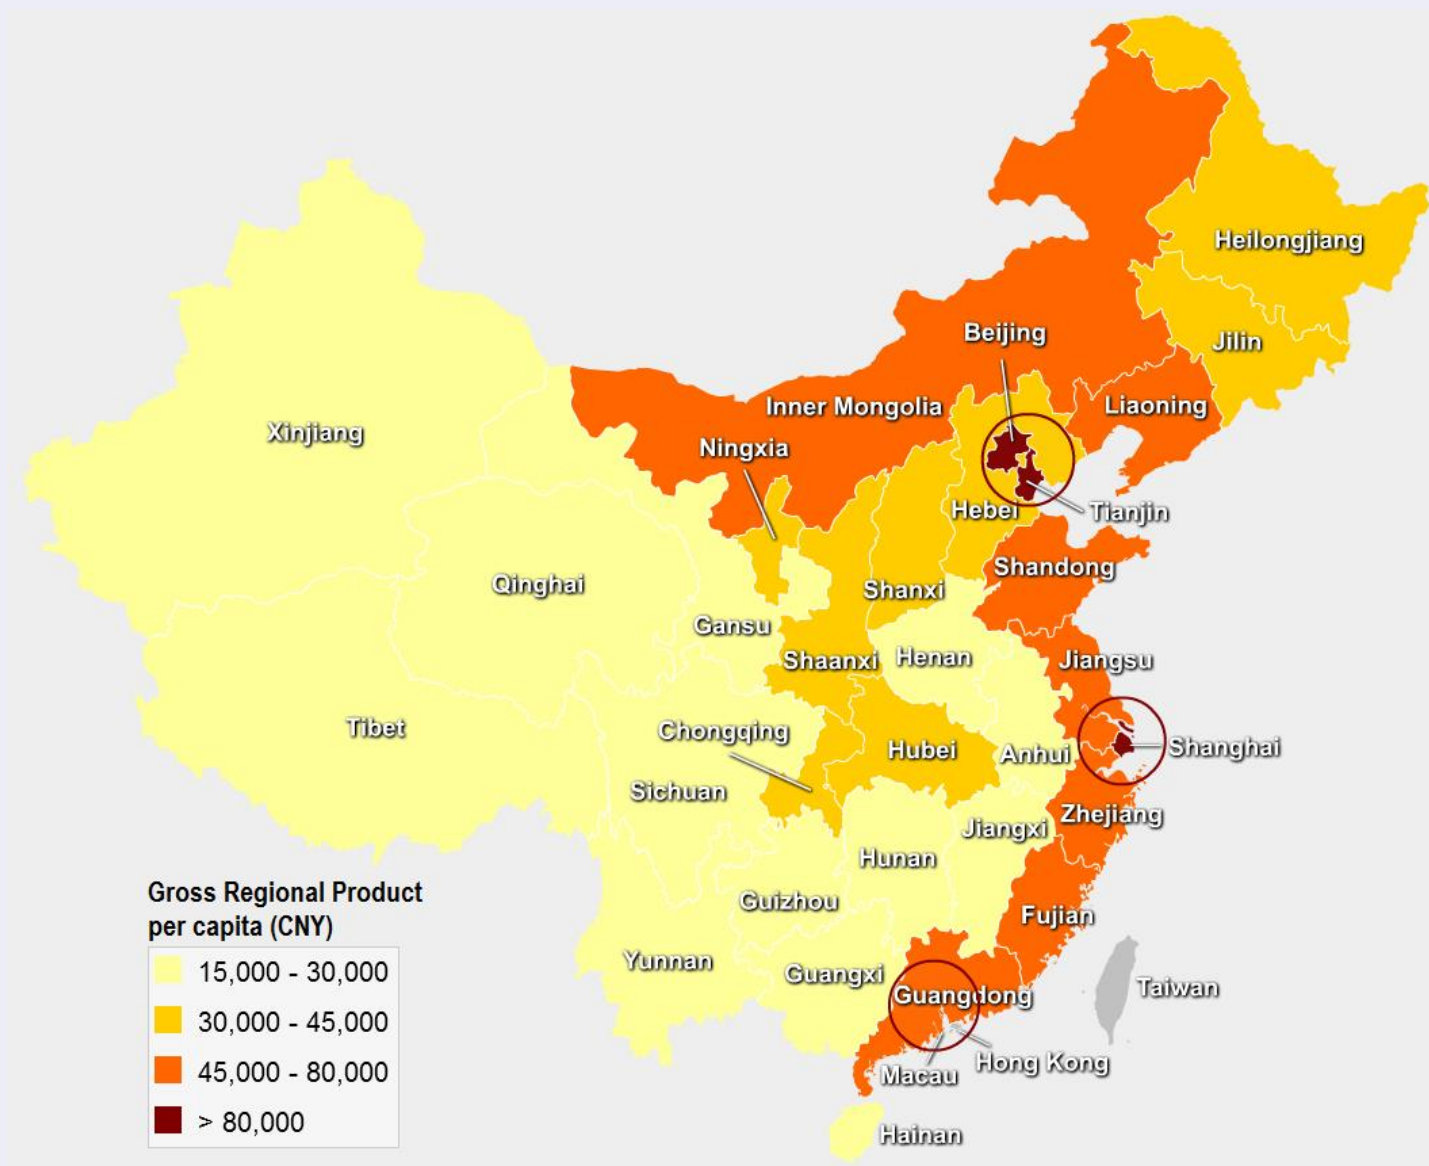 Heilongjiang
Beijing
Jilin
Inner Mongolia
Liaoning
Xinjiang
Ningxia
Hebei
Tianjin
Shandong
Qinghai
Shanxi
Gansu
Shaanxi
Henan
Jiangsu
Tibet
Chongqing
Hubei
Anhui
Shanghai
Sichuan
Zhejiang
Jiangxi
Hunan
Guizhou
Fujian
Yunnan
Guangxi
Taiwan
Guangdong
Hong Kong
Macau
Hainan
Gross Regional Product
per capita (CNY)
15,000 - 30,000
30,000 - 45,000
45,000 - 80,000
> 80,000